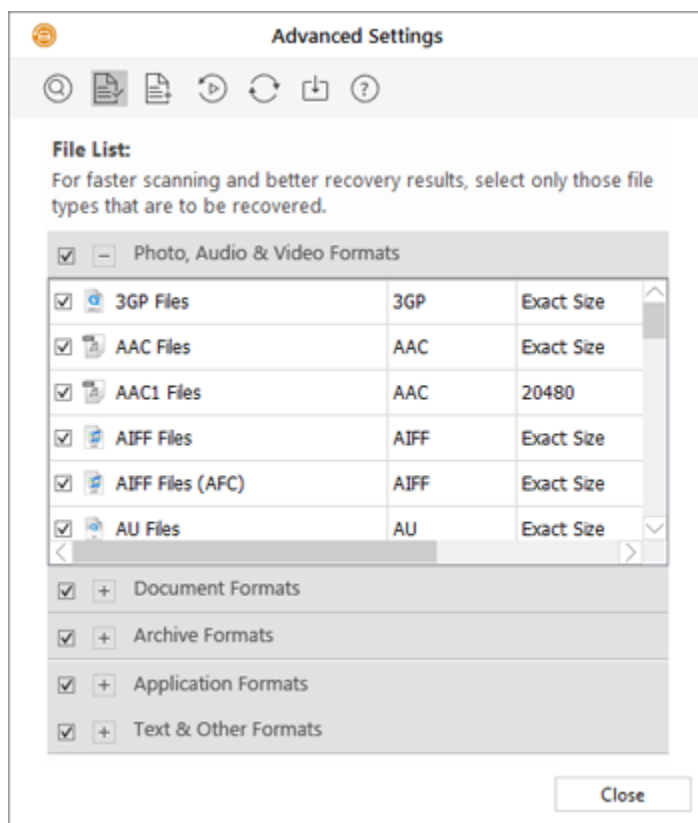 Advanced Settings
File List:
For faster scanning and better recovery results, select only those file
types that are to be recovered.
Photo, Audio & Video Formats
3GP Files 3GP Exact Size
AAC Files AAC Exact Size
AAC1 Files AAC 20480
AIFF Files AIFF Exact Size
AIFF Files (AFC) AIFF Exact Size
AU Files AU Exact Size
Document Formats
Archive Formats
Application Formats
Text & Other Formats
Close